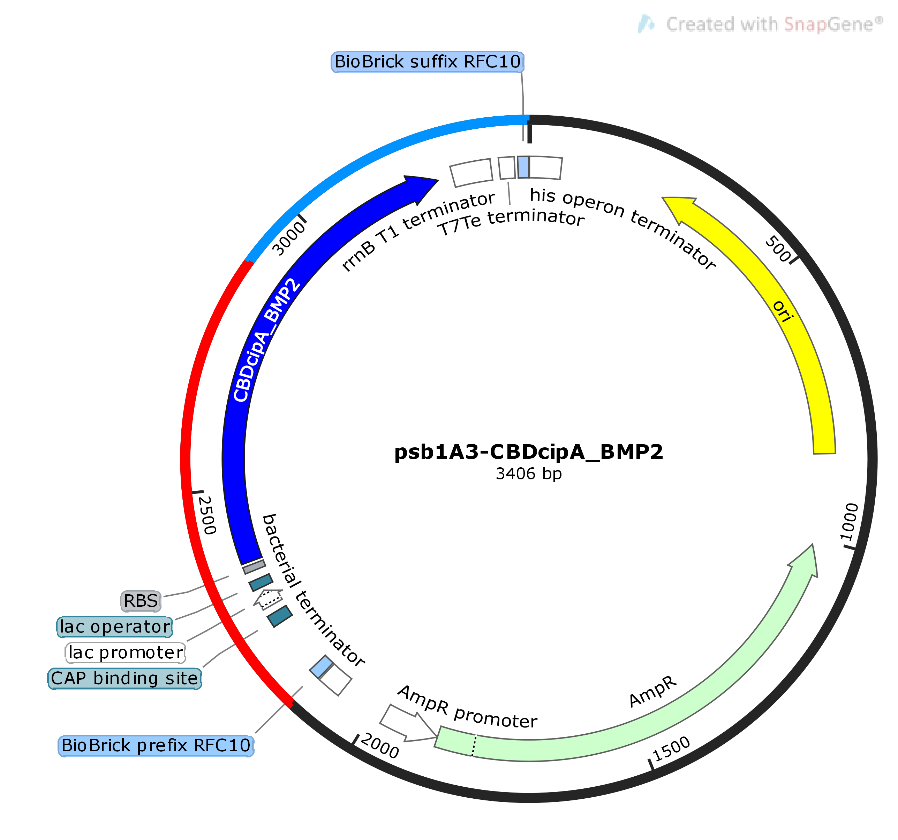 Created with SnapGene®
BioBrick suffix RFC10
his operon terminator
T7Te terminator
rrnB T1 terminator
3000
500
ori
CBDcipA_BMP2
psb1A3-CBDcipA_BMP2
3406 bp
2500
1000
bacterial terminator
RBS
lac operator
lac promoter
CAP binding site
AmpR promoter
AmpR
BioBrick prefix RFC10
2000
1500